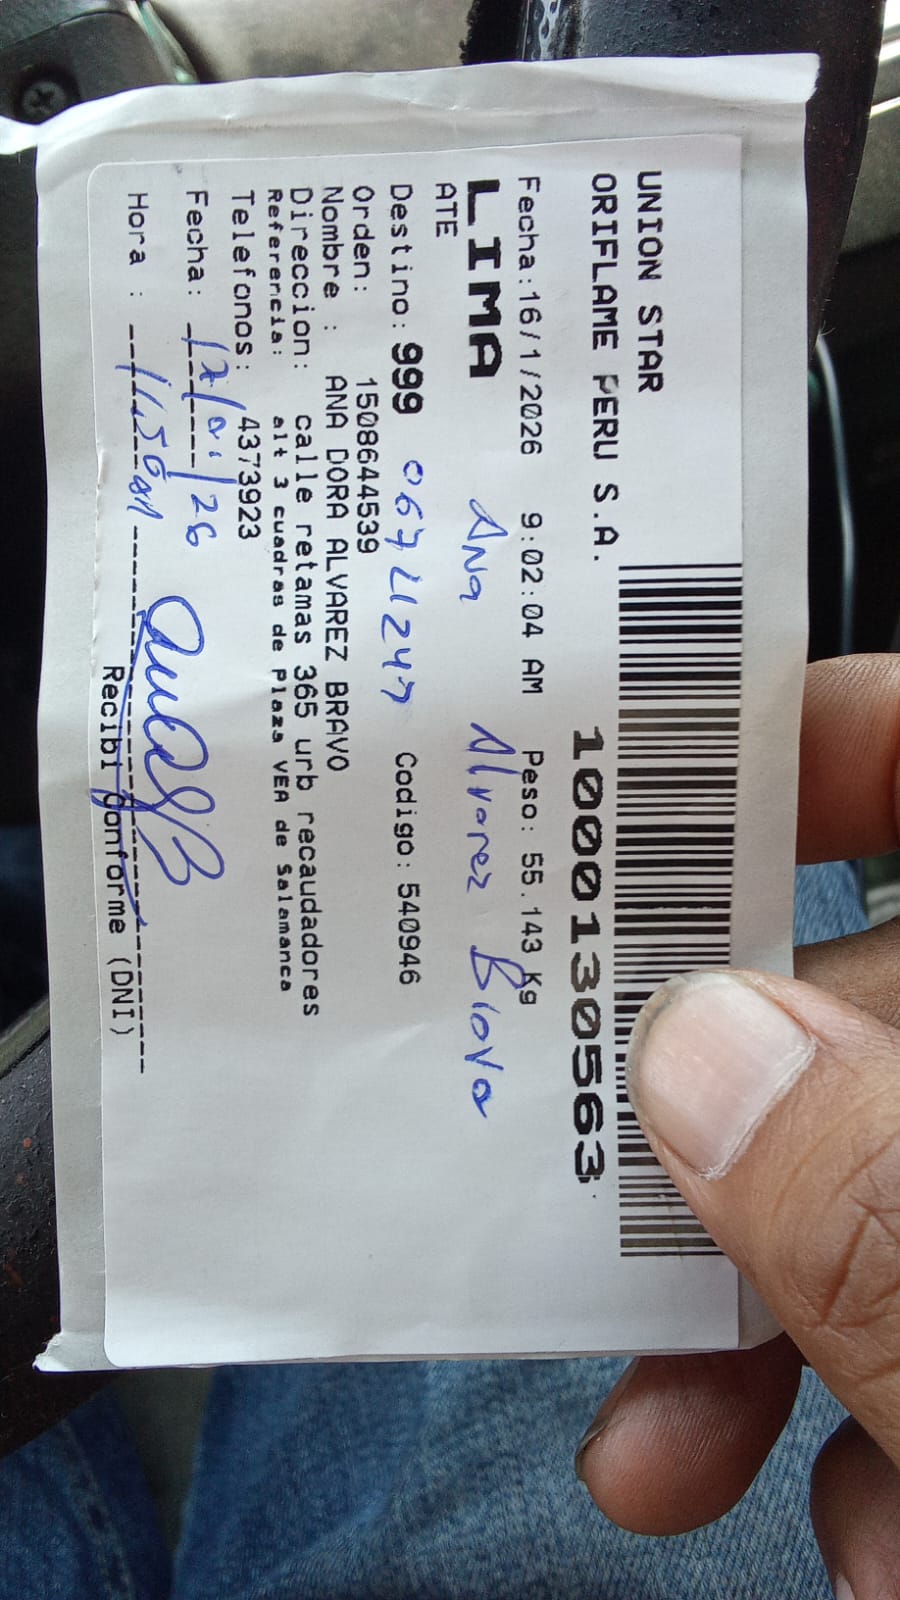 UNION STAR
ORIFLAME PERU S.A.
1000130563
Fecha:16/1/2026 9:02:04 AM Peso: 55.143 Kg
LIMA Ana Alvarez Bravo
ATE
Destino: 999 Codigo: 540946
Orden: 1508644539
Nombre : ANA DORA ALVAREZ BRAVO
Direccion: calle retamas 365 urb recaudadores
Referencia: alt 3 cuadras de Plaza VEA de Salamanca
Telefonos: 4373923
Fecha: 17/01/26
Hora : 11:50 am
Recibi Conforme (DNI)